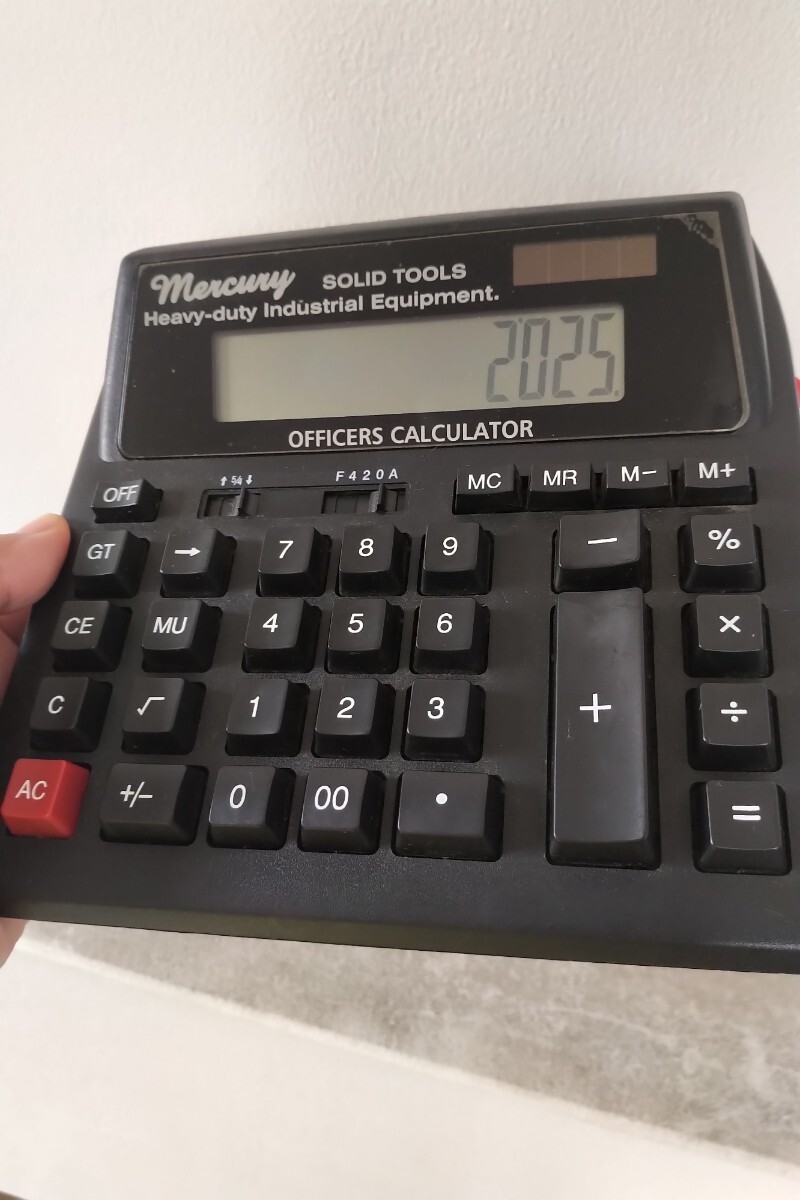 Mercury SOLID TOOLS
Heavy-duty Industrial Equipment.
2025.
OFFICERS CALCULATOR
↑ 5/4 ↓ F 4 2 0 A
OFF MC MR M− M+
GT → 7 8 9 − %
CE MU 4 5 6 ×
C √ 1 2 3 + ÷
AC +/− 0 00 • =